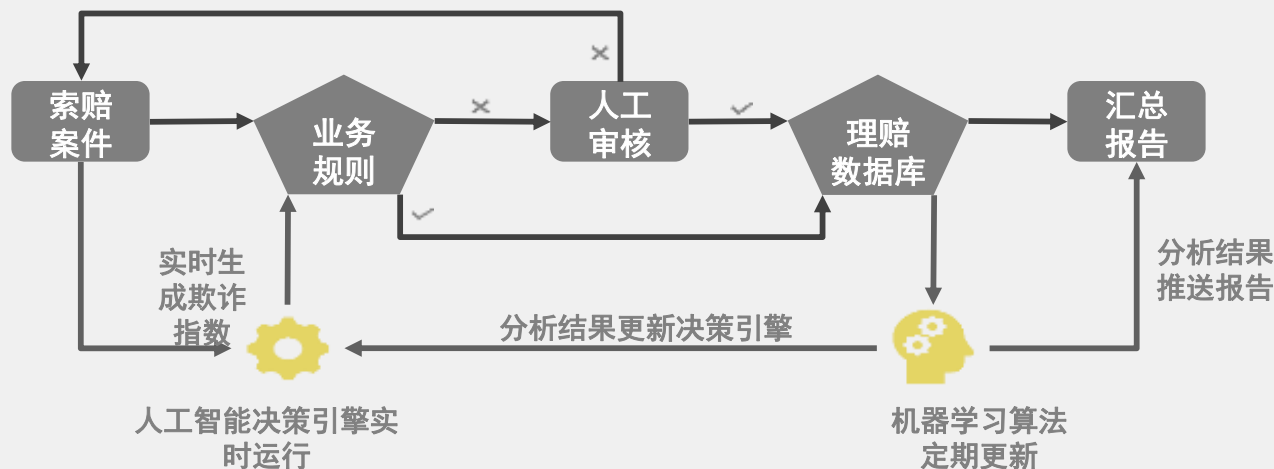 索赔
案件
业务
规则
人工
审核
理赔
数据库
汇总
报告
实时生
成欺诈
指数
分析结果更新决策引擎
分析结果
推送报告
人工智能决策引擎实
时运行
机器学习算法
定期更新